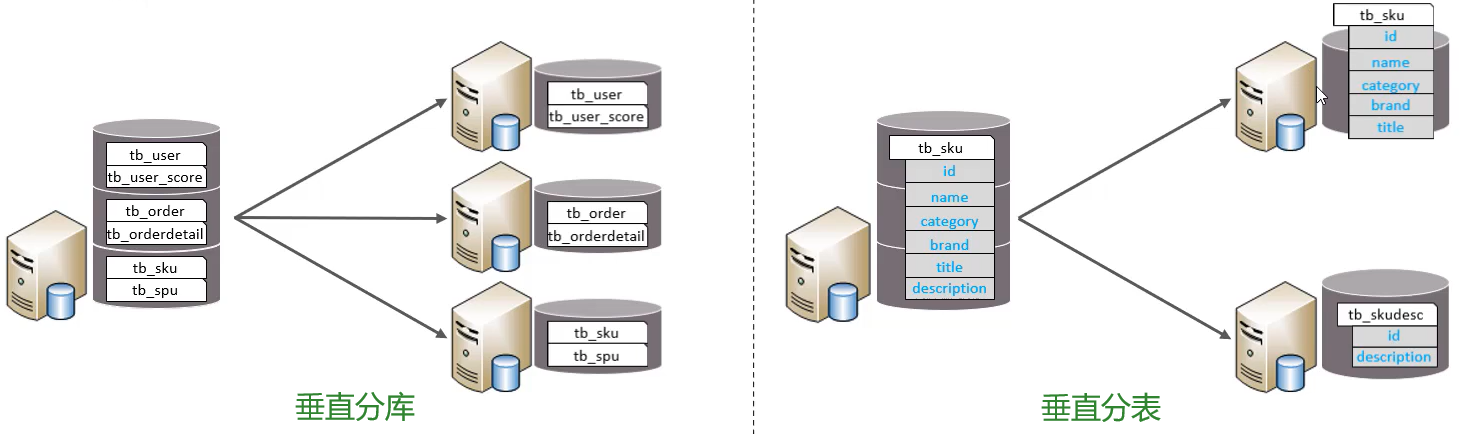 tb_user
tb_user_score
tb_order
tb_orderdetail
tb_sku
tb_spu
tb_user
tb_user_score
tb_order
tb_orderdetail
tb_sku
tb_spu
垂直分库
tb_sku
id
name
category
brand
title
description
tb_sku
id
name
category
brand
title
tb_skudesc
id
description
垂直分表